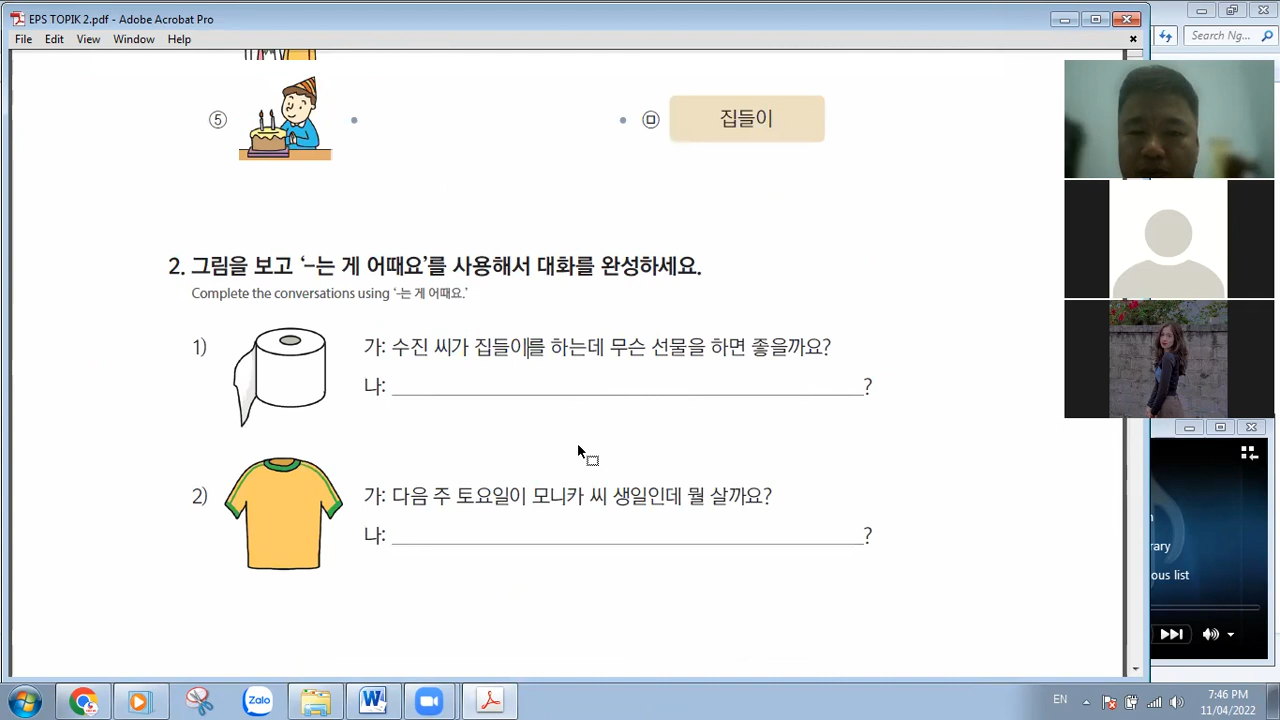 EPS TOPIK 2.pdf - Adobe Acrobat Pro
File Edit View Window Help
Search Ng...
⑤
㉤ 집들이
2. 그림을 보고 ‘–는 게 어때요’를 사용해서 대화를 완성하세요.
Complete the conversations using ‘-는 게 어때요.’
1)
가: 수진 씨가 집들이를 하는데 무슨 선물을 하면 좋을까요?
나: ?
2)
가: 다음 주 토요일이 모니카 씨 생일인데 뭘 살까요?
나: ?
rary
ous list
Zalo
EN
7:46 PM
11/04/2022